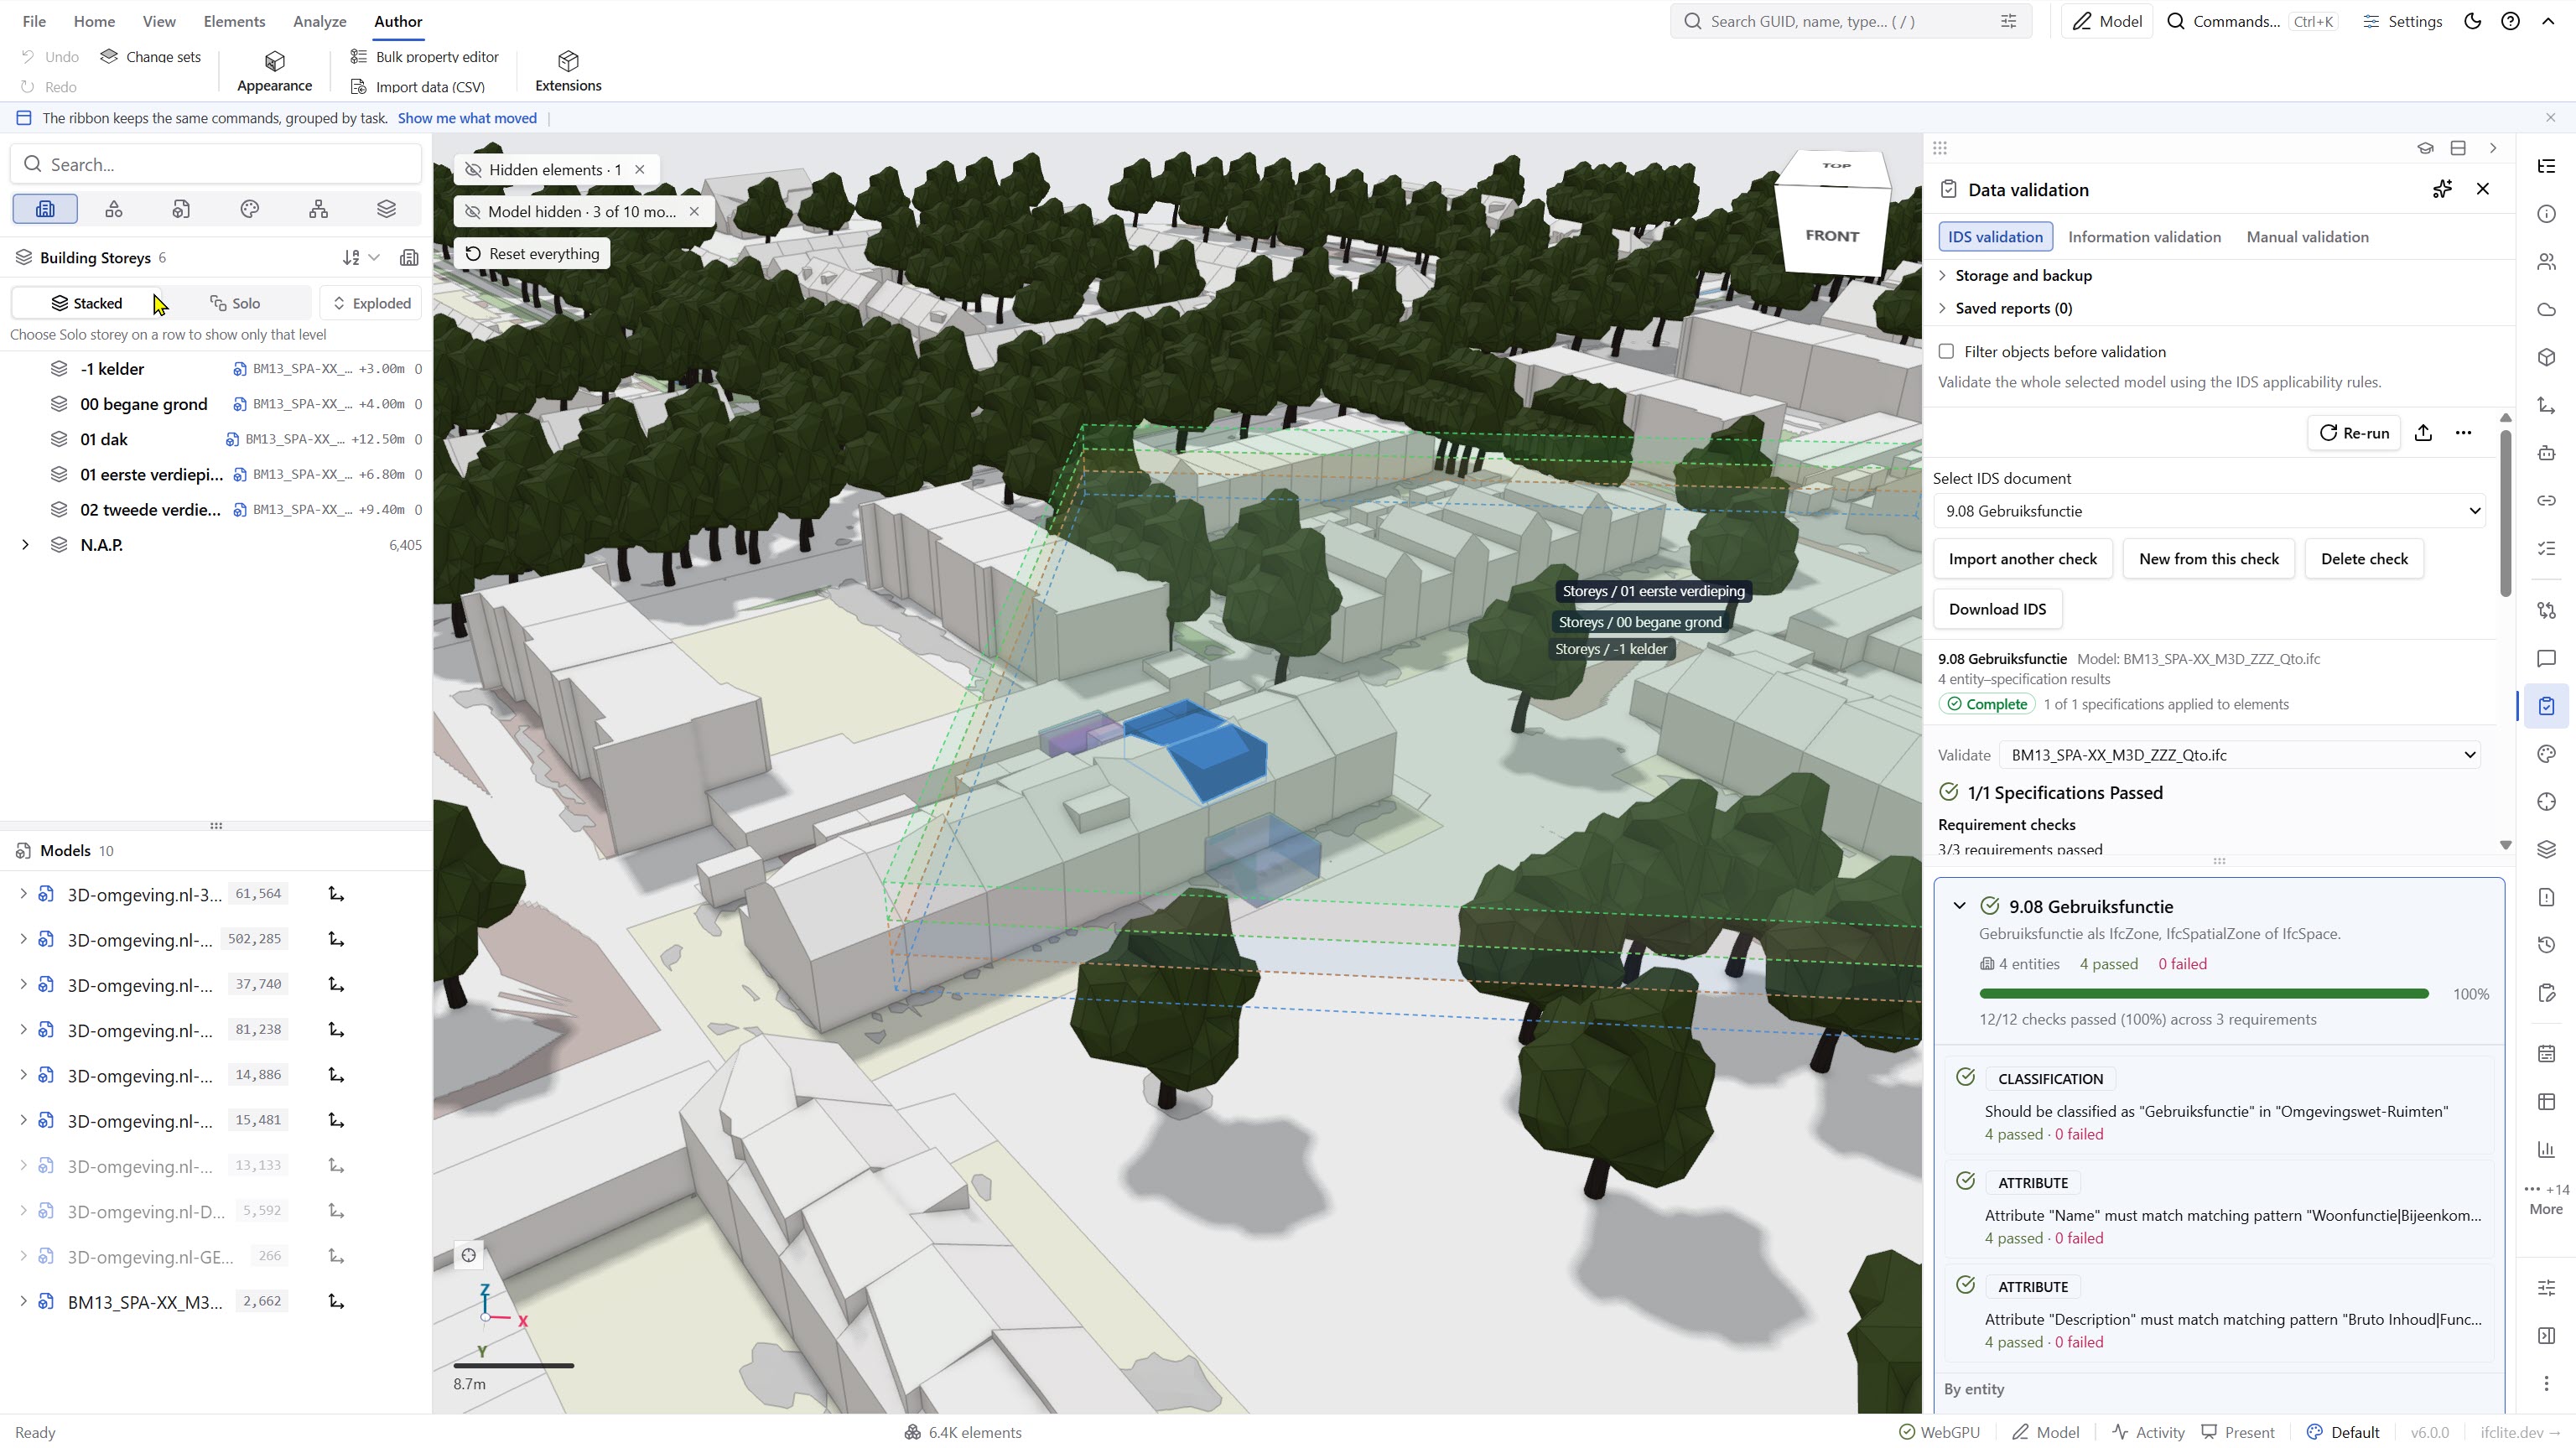 File Home View Elements Analyze Author
Search GUID, name, type... ( / )
Model
Commands... Ctrl+K
Settings
Undo
Change sets
Redo
Appearance
Bulk property editor
Import data (CSV)
Extensions
The ribbon keeps the same commands, grouped by task. Show me what moved
Search...
Building Storeys 6
Stacked
Solo
Exploded
Choose Solo storey on a row to show only that level
-1 kelder BM13_SPA-XX_... +3.00m 0
00 begane grond BM13_SPA-XX_... +4.00m 0
01 dak BM13_SPA-XX_... +12.50m 0
01 eerste verdiepi... BM13_SPA-XX_... +6.80m 0
02 tweede verdie... BM13_SPA-XX_... +9.40m 0
N.A.P. 6,405
Models 10
3D-omgeving.nl-3... 61,564
3D-omgeving.nl-... 502,285
3D-omgeving.nl-... 37,740
3D-omgeving.nl-... 81,238
3D-omgeving.nl-... 14,886
3D-omgeving.nl-... 15,481
3D-omgeving.nl-... 13,133
3D-omgeving.nl-D... 5,592
3D-omgeving.nl-GE... 266
BM13_SPA-XX_M3... 2,662
Hidden elements · 1
Model hidden · 3 of 10 mo...
Reset everything
TOP
FRONT
Storeys / 01 eerste verdieping
Storeys / 00 begane grond
Storeys / -1 kelder
Z
X
Y
8.7m
Data validation
IDS validation Information validation Manual validation
Storage and backup
Saved reports (0)
Filter objects before validation
Validate the whole selected model using the IDS applicability rules.
Re-run
Select IDS document
9.08 Gebruiksfunctie
Import another check
New from this check
Delete check
Download IDS
9.08 Gebruiksfunctie Model: BM13_SPA-XX_M3D_ZZZ_Qto.ifc
4 entity–specification results
Complete 1 of 1 specifications applied to elements
Validate BM13_SPA-XX_M3D_ZZZ_Qto.ifc
1/1 Specifications Passed
Requirement checks
3/3 requirements passed
9.08 Gebruiksfunctie
Gebruiksfunctie als IfcZone, IfcSpatialZone of IfcSpace.
4 entities 4 passed 0 failed
100%
12/12 checks passed (100%) across 3 requirements
CLASSIFICATION
Should be classified as "Gebruiksfunctie" in "Omgevingswet-Ruimten"
4 passed · 0 failed
ATTRIBUTE
Attribute "Name" must match matching pattern "Woonfunctie|Bijeenkom...
4 passed · 0 failed
ATTRIBUTE
Attribute "Description" must match matching pattern "Bruto Inhoud|Func...
4 passed · 0 failed
By entity
+14
More
Ready
6.4K elements
WebGPU
Model
Activity
Present
Default
v6.0.0
ifclite.dev →